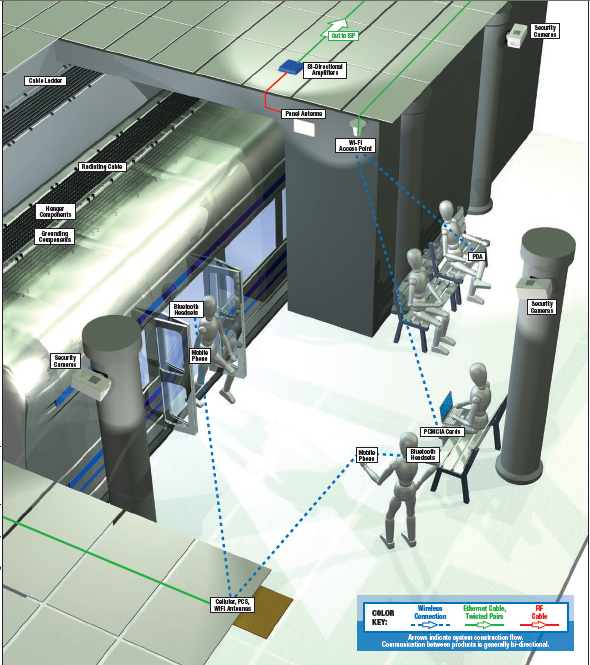 Security
Cameras
Out to ISP
Bi-Directional
Amplifiers
Cable Ladder
Panel Antenna
Wi-Fi
Access Point
Radiating Cable
Hanger
Components
Grounding
Components
PDA
Bluetooth
Headsets
Security
Cameras
Mobile
Phone
Security
Cameras
PCMCIA Cards
Mobile
Phone
Bluetooth
Headsets
Cellular, PCS,
WIFI Antennas
COLOR
KEY:
Wireless
Connection
Ethernet Cable,
Twisted Pairs
RF
Cable
Arrows indicate system construction flow.
Communication between products is generally bi-directional.